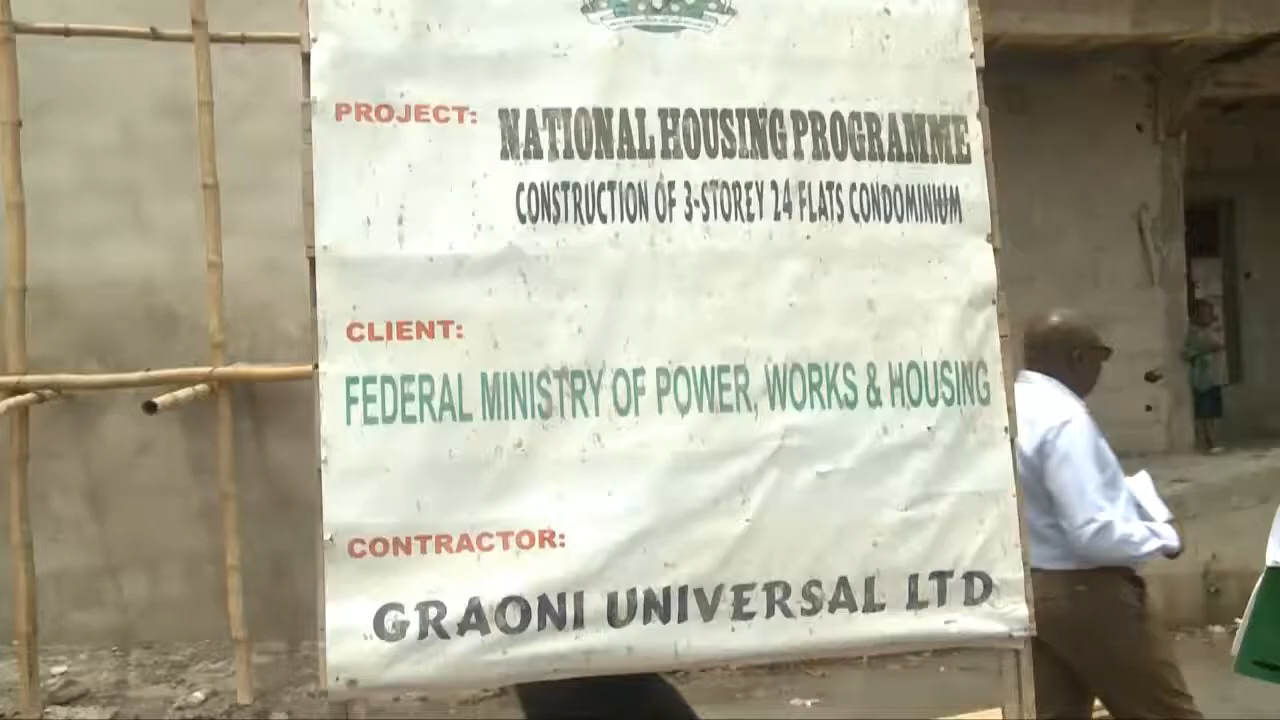 PROJECT: NATIONAL HOUSING PROGRAMME
CONSTRUCTION OF 3-STOREY 24 FLATS CONDOMINIUM
CLIENT:
FEDERAL MINISTRY OF POWER, WORKS & HOUSING
CONTRACTOR:
GRAONI UNIVERSAL LTD